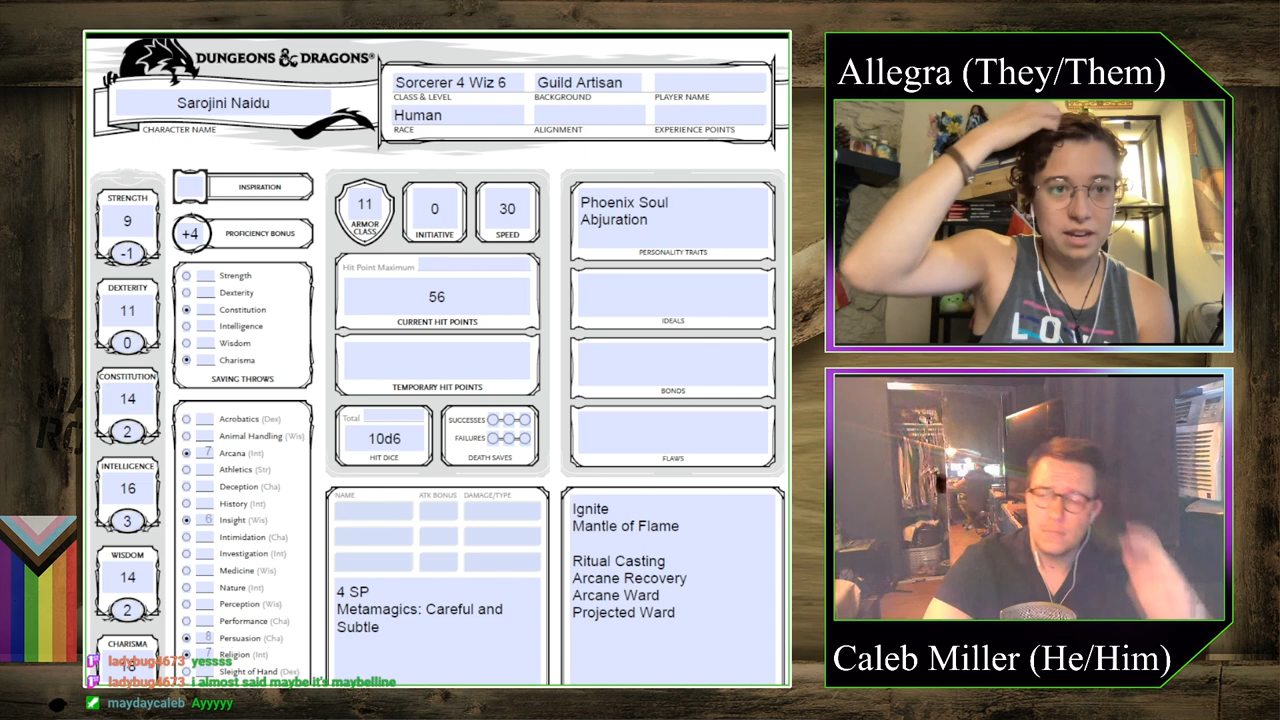 DUNGEONS & DRAGONS®
Sarojini Naidu
CHARACTER NAME
Sorcerer 4 Wiz 6
Guild Artisan
CLASS & LEVEL
BACKGROUND
PLAYER NAME
Human
RACE
ALIGNMENT
EXPERIENCE POINTS
STRENGTH
9
-1
DEXTERITY
11
0
CONSTITUTION
14
2
INTELLIGENCE
16
3
WISDOM
14
2
CHARISMA
18
INSPIRATION
+4
PROFICIENCY BONUS
Strength
Dexterity
Constitution
Intelligence
Wisdom
Charisma
SAVING THROWS
Acrobatics (Dex)
Animal Handling (Wis)
7 Arcana (Int)
Athletics (Str)
Deception (Cha)
History (Int)
6 Insight (Wis)
Intimidation (Cha)
Investigation (Int)
Medicine (Wis)
Nature (Int)
Perception (Wis)
Performance (Cha)
8 Persuasion (Cha)
7 Religion (Int)
Sleight of Hand (Dex)
11
ARMOR
CLASS
0
INITIATIVE
30
SPEED
Hit Point Maximum
56
CURRENT HIT POINTS
TEMPORARY HIT POINTS
Total
10d6
HIT DICE
SUCCESSES
FAILURES
DEATH SAVES
NAME
ATK BONUS
DAMAGE/TYPE
4 SP
Metamagics: Careful and
Subtle
Phoenix Soul
Abjuration
PERSONALITY TRAITS
IDEALS
BONDS
FLAWS
Ignite
Mantle of Flame
Ritual Casting
Arcane Recovery
Arcane Ward
Projected Ward
Allegra (They/Them)
Caleb Miller (He/Him)
ladybug4673 yessss
ladybug4673 i almost said maybe it's maybelline
maydaycaleb Ayyyyy